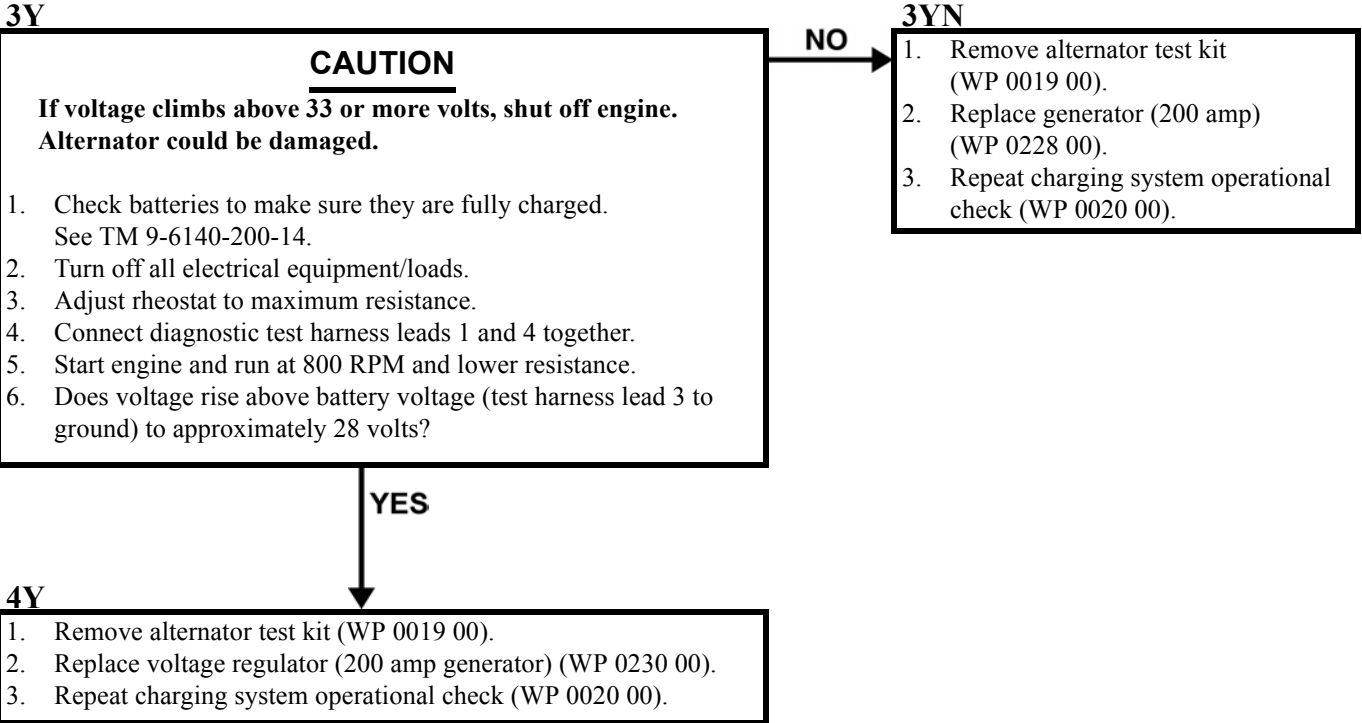 3Y
CAUTION
If voltage climbs above 33 or more volts, shut off engine.
Alternator could be damaged.
1. Check batteries to make sure they are fully charged.
See TM 9-6140-200-14.
2. Turn off all electrical equipment/loads.
3. Adjust rheostat to maximum resistance.
4. Connect diagnostic test harness leads 1 and 4 together.
5. Start engine and run at 800 RPM and lower resistance.
6. Does voltage rise above battery voltage (test harness lead 3 to
ground) to approximately 28 volts?
NO
3YN
1. Remove alternator test kit
(WP 0019 00).
2. Replace generator (200 amp)
(WP 0228 00).
3. Repeat charging system operational
check (WP 0020 00).
YES
4Y
1. Remove alternator test kit (WP 0019 00).
2. Replace voltage regulator (200 amp generator) (WP 0230 00).
3. Repeat charging system operational check (WP 0020 00).